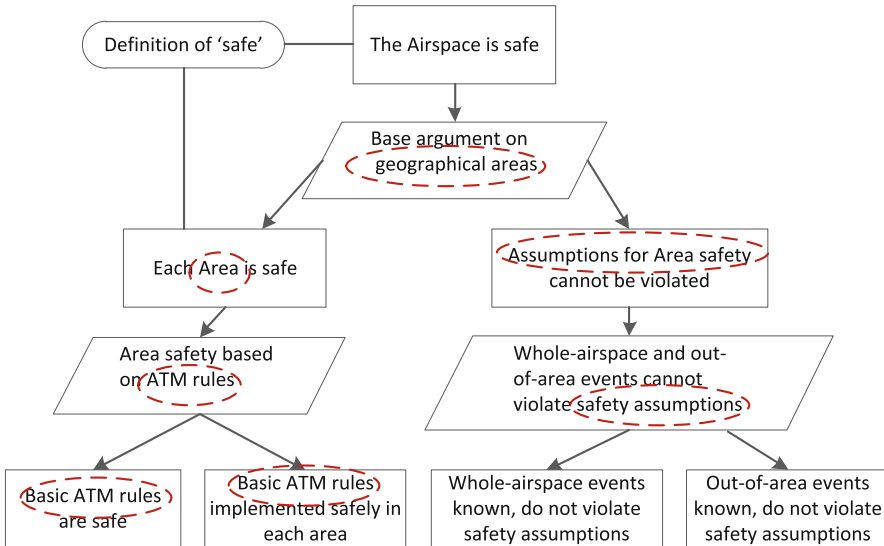 Definition of ‘safe’
The Airspace is safe
Base argument on
geographical areas
Each Area is safe
Assumptions for Area safety
cannot be violated
Area safety based
on ATM rules
Whole-airspace and out-
of-area events cannot
violate safety assumptions
Basic ATM rules
are safe
Basic ATM rules
implemented safely in
each area
Whole-airspace events
known, do not violate
safety assumptions
Out-of-area events
known, do not violate
safety assumptions